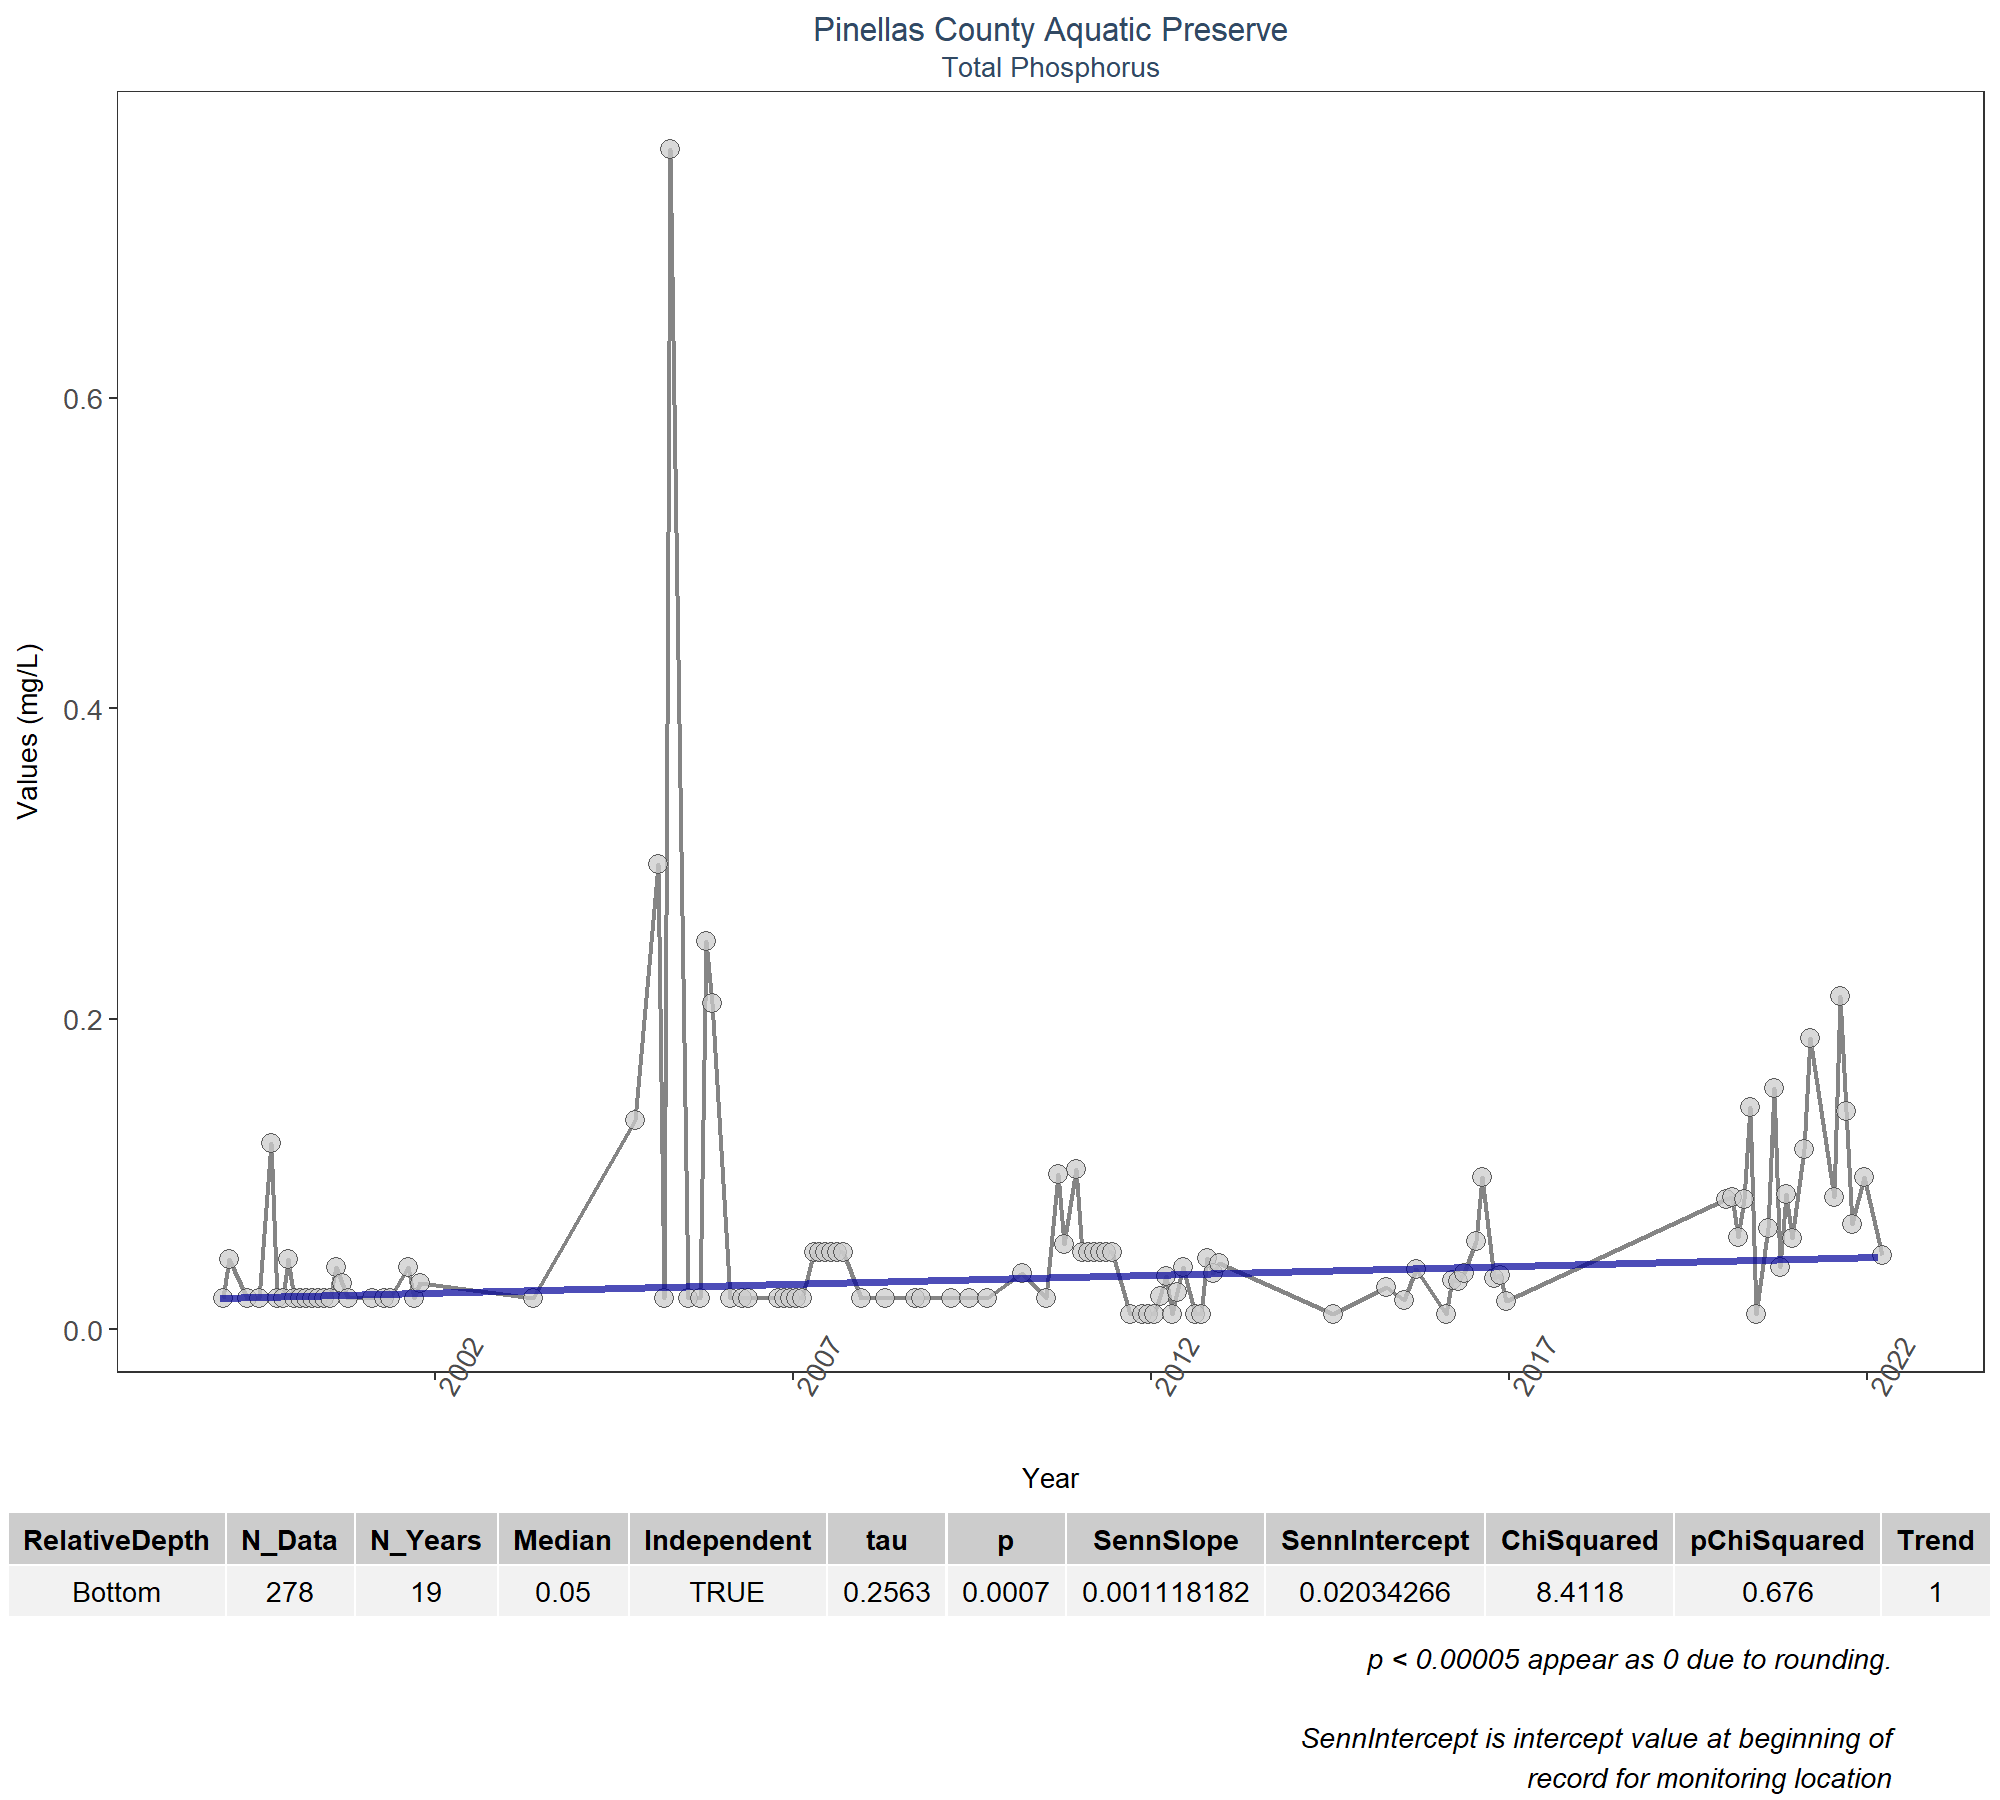 Pinellas County Aquatic Preserve
Total Phosphorus
Values (mg/L)
0.6
0.4
0.2
0.0
2002 2007 2012 2017 2022
Year
RelativeDepth N_Data N_Years Median Independent tau p SennSlope SennIntercept ChiSquared pChiSquared Trend
Bottom 278 19 0.05 TRUE 0.2563 0.0007 0.001118182 0.02034266 8.4118 0.676 1
p < 0.00005 appear as 0 due to rounding.
SennIntercept is intercept value at beginning of
record for monitoring location